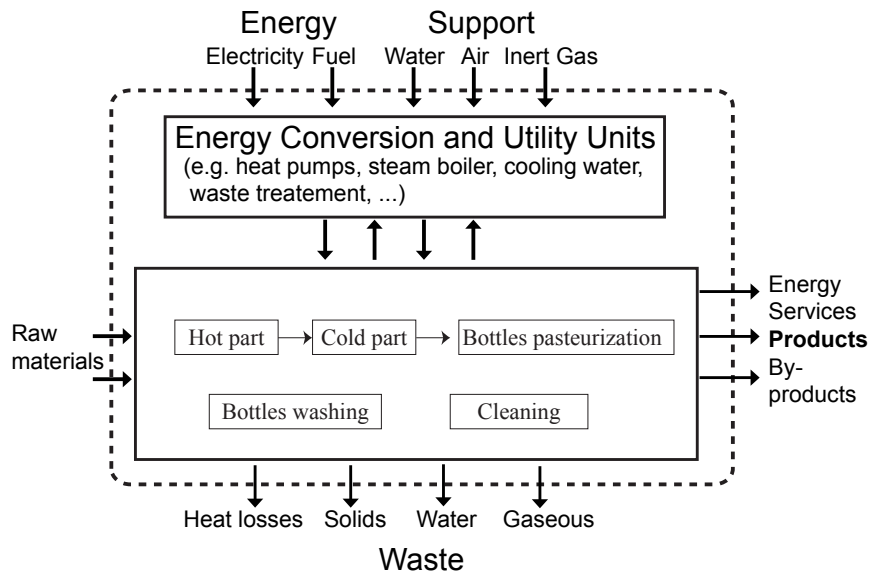 Energy Support
Electricity Fuel Water Air Inert Gas
Energy Conversion and Utility Units
(e.g. heat pumps, steam boiler, cooling water,
waste treatement, ...)
Raw
materials
Hot part
Cold part
Bottles pasteurization
Bottles washing
Cleaning
Energy
Services
Products
By-
products
Heat losses Solids Water Gaseous
Waste